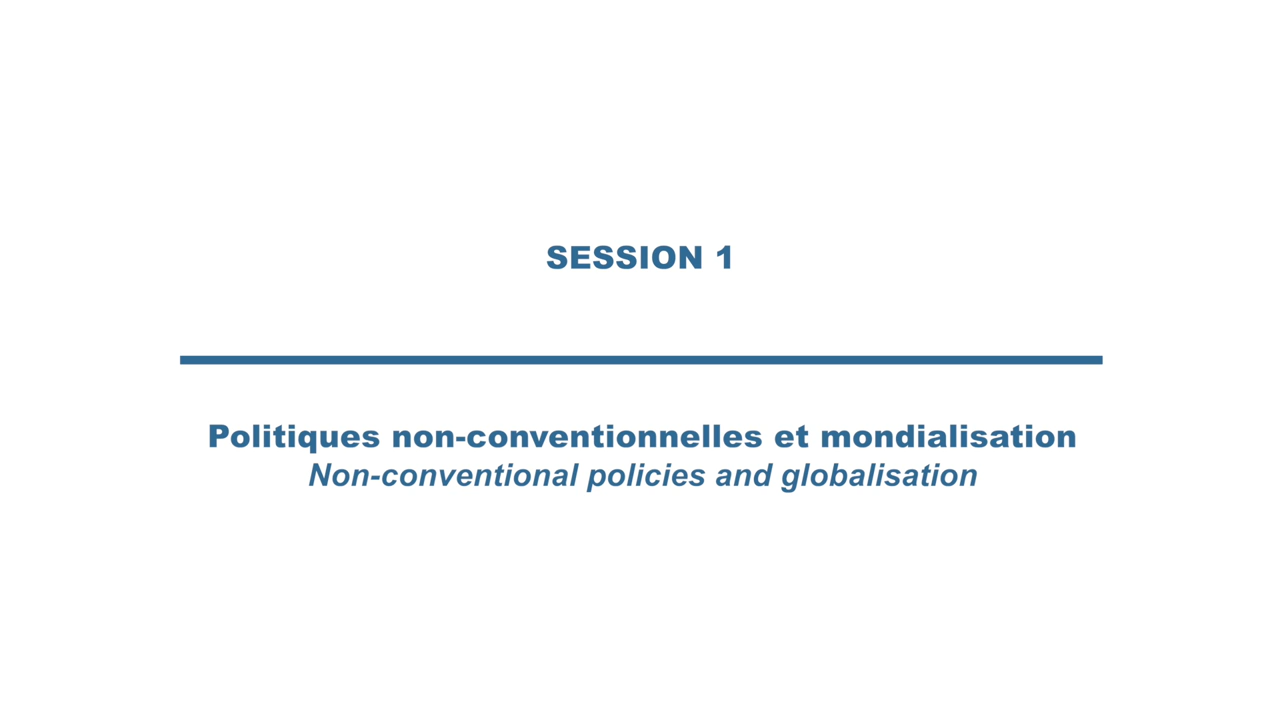 SESSION 1
Politiques non-conventionnelles et mondialisation
Non-conventional policies and globalisation